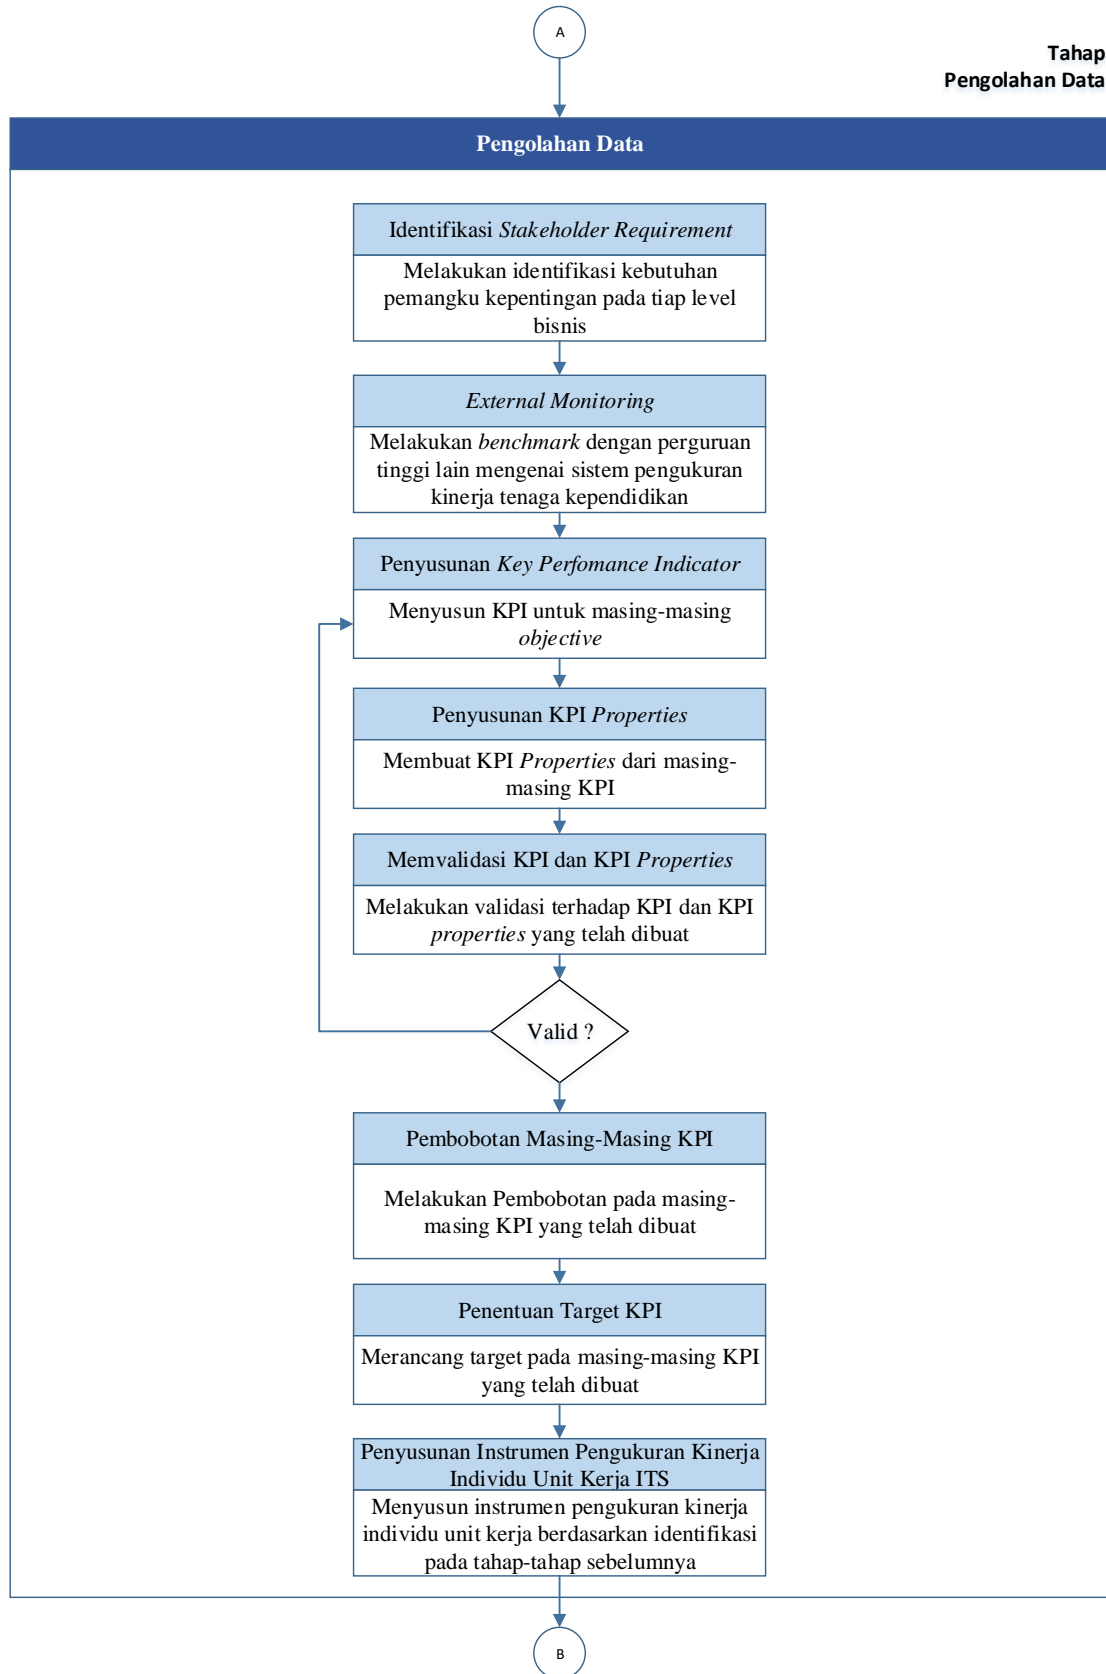 A
Tahap
Pengolahan Data
Pengolahan Data
Identifikasi Stakeholder Requirement
Melakukan identifikasi kebutuhan
pemangku kepentingan pada tiap level
bisnis
External Monitoring
Melakukan benchmark dengan perguruan
tinggi lain mengenai sistem pengukuran
kinerja tenaga kependidikan
Penyusunan Key Perfomance Indicator
Menyusun KPI untuk masing-masing
objective
Penyusunan KPI Properties
Membuat KPI Properties dari masing-
masing KPI
Memvalidasi KPI dan KPI Properties
Melakukan validasi terhadap KPI dan KPI
properties yang telah dibuat
Valid ?
Pembobotan Masing-Masing KPI
Melakukan Pembobotan pada masing-
masing KPI yang telah dibuat
Penentuan Target KPI
Merancang target pada masing-masing KPI
yang telah dibuat
Penyusunan Instrumen Pengukuran Kinerja
Individu Unit Kerja ITS
Menyusun instrumen pengukuran kinerja
individu unit kerja berdasarkan identifikasi
pada tahap-tahap sebelumnya
B